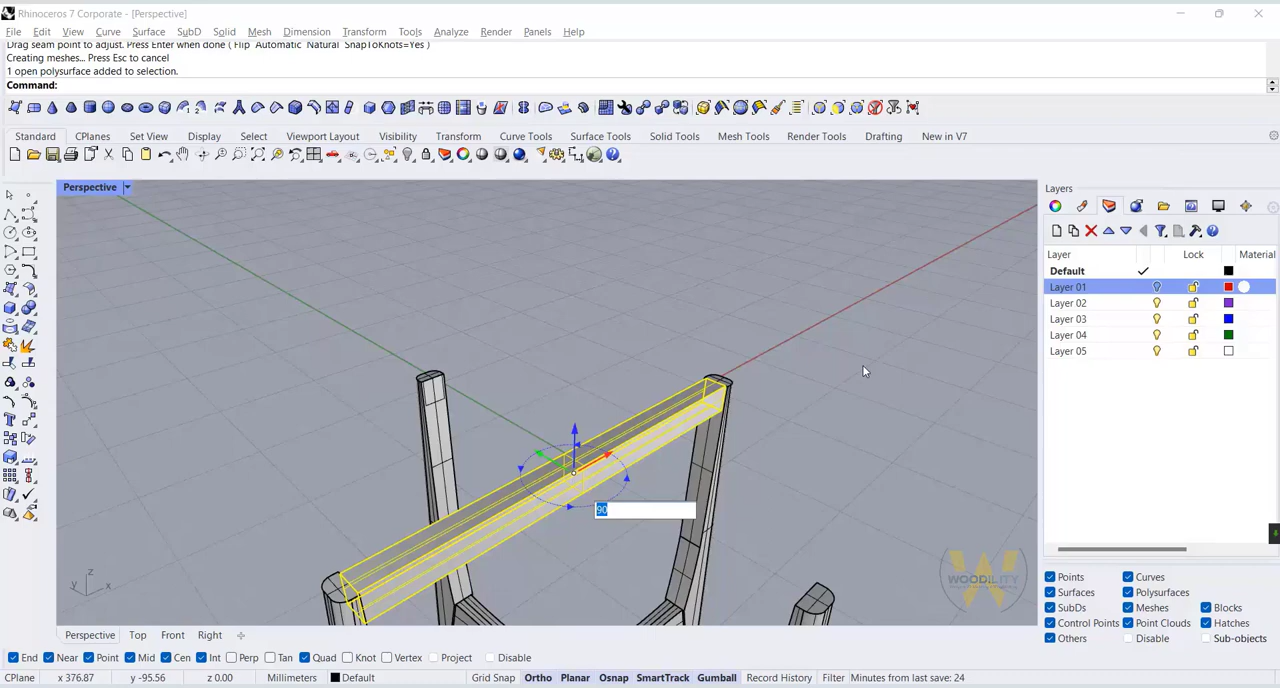 Rhinoceros 7 Corporate - [Perspective]
File Edit View Curve Surface SubD Solid Mesh Dimension Transform Tools Analyze Render Panels Help
Drag seam point to adjust. Press Enter when done ( Flip Automatic Natural SnapToKnots=Yes )
Creating meshes... Press Esc to cancel
1 open polysurface added to selection.
Command:
Standard CPlanes Set View Display Select Viewport Layout Visibility Transform Curve Tools Surface Tools Solid Tools Mesh Tools Render Tools Drafting New in V7
Perspective
Layers
Layer Lock Material
Default
Layer 01
Layer 02
Layer 03
Layer 04
Layer 05
90
WOODILITY
z
y x
Points Curves
Surfaces Polysurfaces
SubDs Meshes Blocks
Control Points Point Clouds Hatches
Others Disable Sub-objects
Perspective Top Front Right
End Near Point Mid Cen Int Perp Tan Quad Knot Vertex Project Disable
CPlane x 376.87 y -95.56 z 0.00 Millimeters Default Grid Snap Ortho Planar Osnap SmartTrack Gumball Record History Filter Minutes from last save: 24